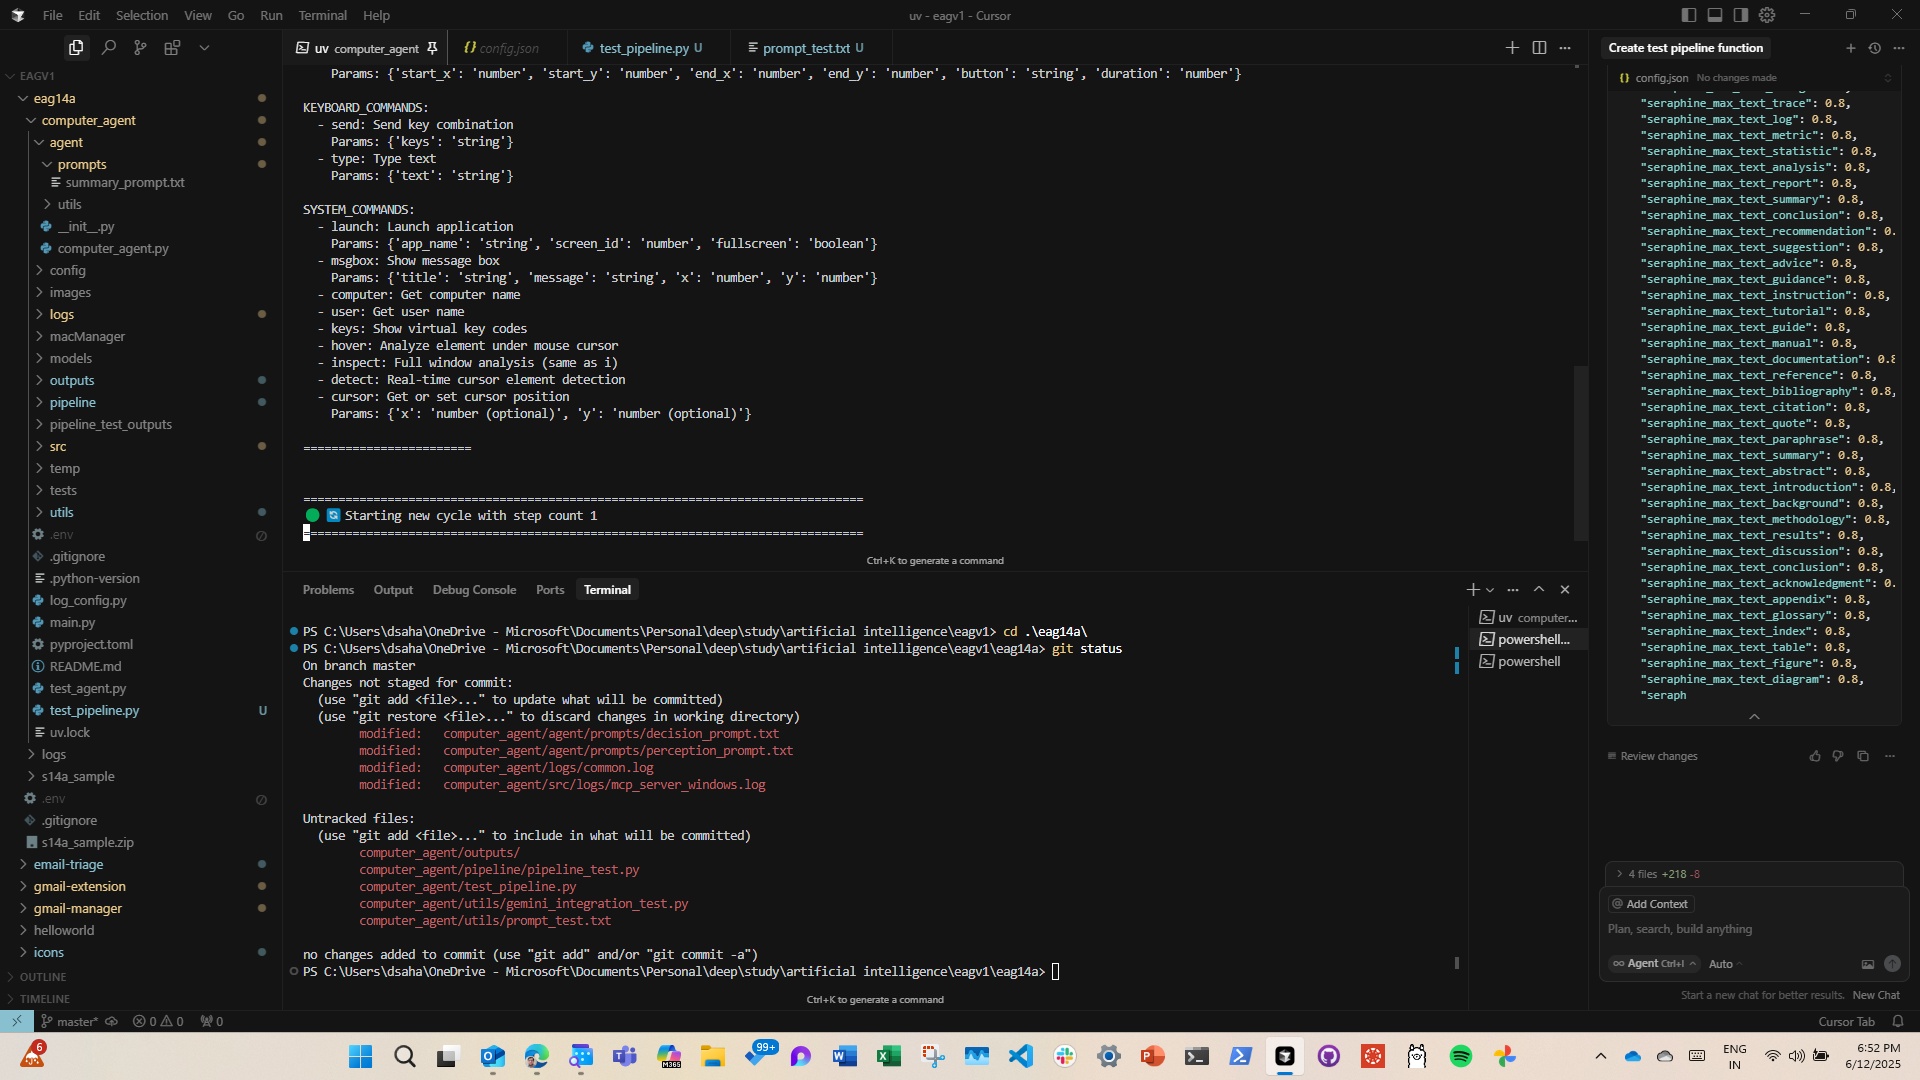 File Edit Selection View Go Run Terminal Help
uv - eagv1 - Cursor
EAGV1
eag14a
computer_agent
agent
prompts
summary_prompt.txt
utils
__init__.py
computer_agent.py
config
images
logs
macManager
models
outputs
pipeline
pipeline_test_outputs
src
temp
tests
utils
.env
.gitignore
.python-version
log_config.py
main.py
pyproject.toml
README.md
test_agent.py
test_pipeline.py U
uv.lock
logs
s14a_sample
.env
.gitignore
s14a_sample.zip
email-triage
gmail-extension
gmail-manager
helloworld
icons
OUTLINE
TIMELINE
uv computer_agent
config.json
test_pipeline.py U
prompt_test.txt U
Params: {'start_x': 'number', 'start_y': 'number', 'end_x': 'number', 'end_y': 'number', 'button': 'string', 'duration': 'number'}
KEYBOARD_COMMANDS:
- send: Send key combination
Params: {'keys': 'string'}
- type: Type text
Params: {'text': 'string'}
SYSTEM_COMMANDS:
- launch: Launch application
Params: {'app_name': 'string', 'screen_id': 'number', 'fullscreen': 'boolean'}
- msgbox: Show message box
Params: {'title': 'string', 'message': 'string', 'x': 'number', 'y': 'number'}
- computer: Get computer name
- user: Get user name
- keys: Show virtual key codes
- hover: Analyze element under mouse cursor
- inspect: Full window analysis (same as i)
- detect: Real-time cursor element detection
- cursor: Get or set cursor position
Params: {'x': 'number (optional)', 'y': 'number (optional)'}
========================
================================================================================
Starting new cycle with step count 1
================================================================================
Ctrl+K to generate a command
Problems Output Debug Console Ports Terminal
PS C:\Users\dsaha\OneDrive - Microsoft\Documents\Personal\deep\study\artificial intelligence\eagv1> cd .\eag14a\
PS C:\Users\dsaha\OneDrive - Microsoft\Documents\Personal\deep\study\artificial intelligence\eagv1\eag14a> git status
On branch master
Changes not staged for commit:
(use "git add <file>..." to update what will be committed)
(use "git restore <file>..." to discard changes in working directory)
modified: computer_agent/agent/prompts/decision_prompt.txt
modified: computer_agent/agent/prompts/perception_prompt.txt
modified: computer_agent/logs/common.log
modified: computer_agent/src/logs/mcp_server_windows.log
Untracked files:
(use "git add <file>..." to include in what will be committed)
computer_agent/outputs/
computer_agent/pipeline/pipeline_test.py
computer_agent/test_pipeline.py
computer_agent/utils/gemini_integration_test.py
computer_agent/utils/prompt_test.txt
no changes added to commit (use "git add" and/or "git commit -a")
PS C:\Users\dsaha\OneDrive - Microsoft\Documents\Personal\deep\study\artificial intelligence\eagv1\eag14a>
Ctrl+K to generate a command
uv computer...
powershell...
powershell
Create test pipeline function
config.json No changes made
"seraphine_max_text_trace": 0.8,
"seraphine_max_text_log": 0.8,
"seraphine_max_text_metric": 0.8,
"seraphine_max_text_statistic": 0.8,
"seraphine_max_text_analysis": 0.8,
"seraphine_max_text_report": 0.8,
"seraphine_max_text_summary": 0.8,
"seraphine_max_text_conclusion": 0.8,
"seraphine_max_text_recommendation": 0.
"seraphine_max_text_suggestion": 0.8,
"seraphine_max_text_advice": 0.8,
"seraphine_max_text_guidance": 0.8,
"seraphine_max_text_instruction": 0.8,
"seraphine_max_text_tutorial": 0.8,
"seraphine_max_text_guide": 0.8,
"seraphine_max_text_manual": 0.8,
"seraphine_max_text_documentation": 0.8
"seraphine_max_text_reference": 0.8,
"seraphine_max_text_bibliography": 0.8,
"seraphine_max_text_citation": 0.8,
"seraphine_max_text_quote": 0.8,
"seraphine_max_text_paraphrase": 0.8,
"seraphine_max_text_summary": 0.8,
"seraphine_max_text_abstract": 0.8,
"seraphine_max_text_introduction": 0.8,
"seraphine_max_text_background": 0.8,
"seraphine_max_text_methodology": 0.8,
"seraphine_max_text_results": 0.8,
"seraphine_max_text_discussion": 0.8,
"seraphine_max_text_conclusion": 0.8,
"seraphine_max_text_acknowledgment": 0.
"seraphine_max_text_appendix": 0.8,
"seraphine_max_text_glossary": 0.8,
"seraphine_max_text_index": 0.8,
"seraphine_max_text_table": 0.8,
"seraphine_max_text_figure": 0.8,
"seraphine_max_text_diagram": 0.8,
"seraph
Review changes
4 files +218 -8
@ Add Context
Plan, search, build anything
Agent Ctrl+I Auto
Start a new chat for better results. New Chat
master* 0 0 0
Cursor Tab
6
99+
M365
ENG
IN
6:52 PM
6/12/2025